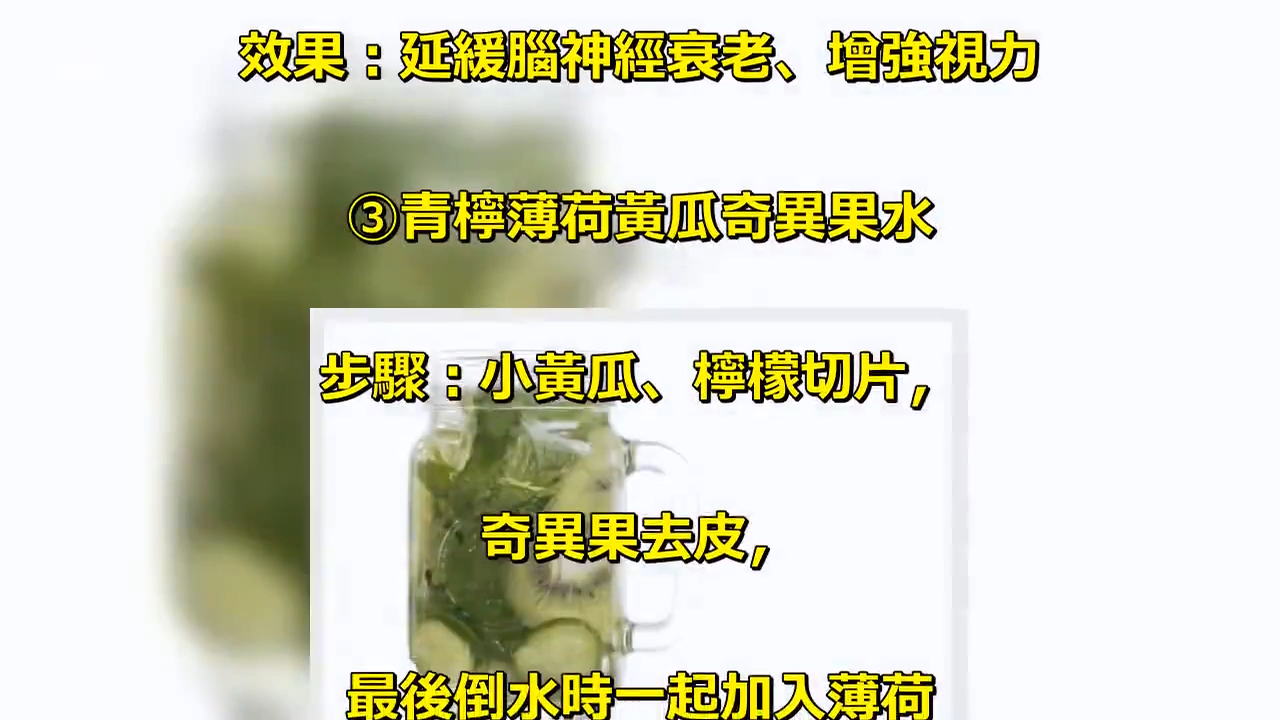 效果：延緩腦神經衰老、增強視力
③青檸薄荷黃瓜奇異果水
步驟：小黃瓜、檸檬切片，
奇異果去皮，
最後倒水時一起加入薄荷